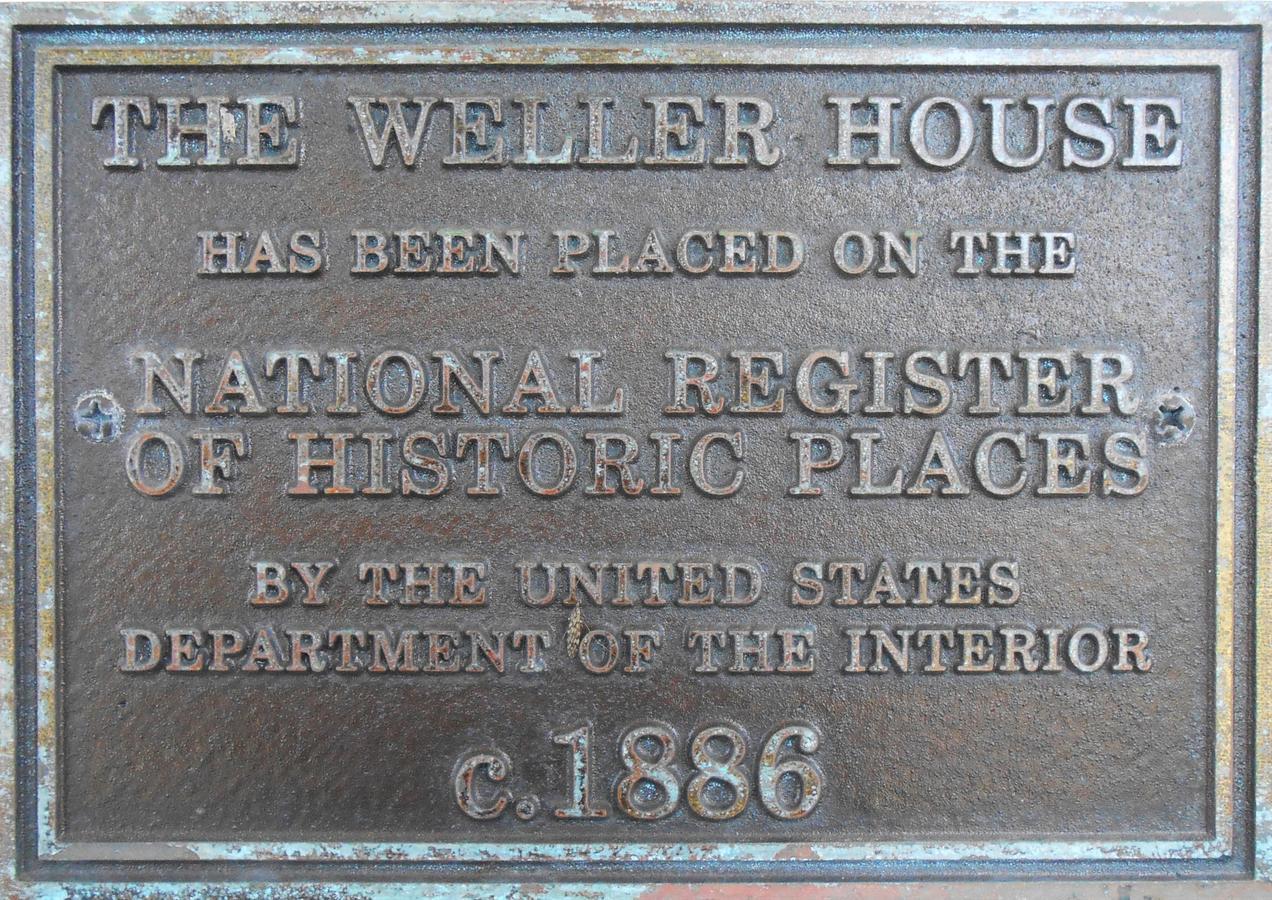 THE WELLER HOUSE
HAS BEEN PLACED ON THE
NATIONAL REGISTER
OF HISTORIC PLACES
BY THE UNITED STATES
DEPARTMENT OF THE INTERIOR
c.1886